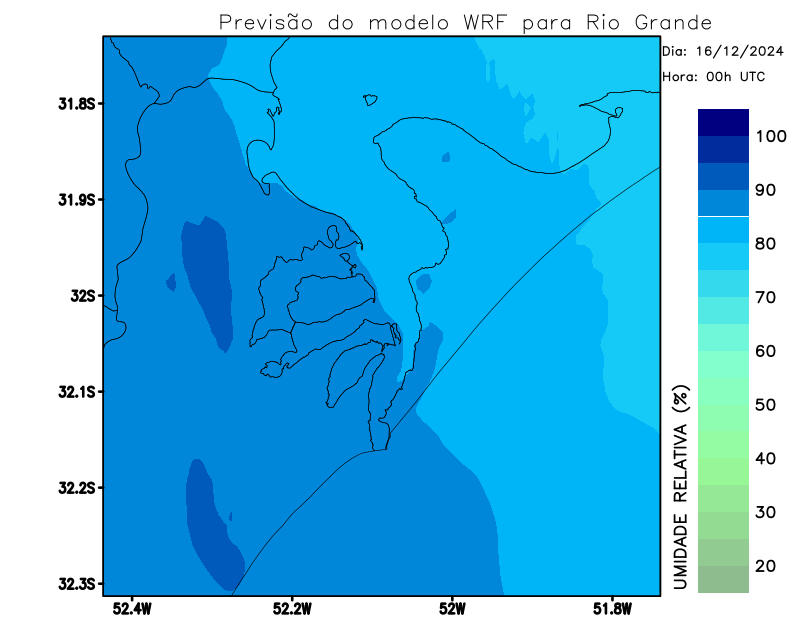 Previsão do modelo WRF para Rio Grande
Dia: 16/12/2024
Hora: 00h UTC
31.8S
31.9S
32S
32.1S
32.2S
32.3S
52.4W
52.2W
52W
51.8W
100
90
80
70
60
50
40
30
20
UMIDADE RELATIVA (%)